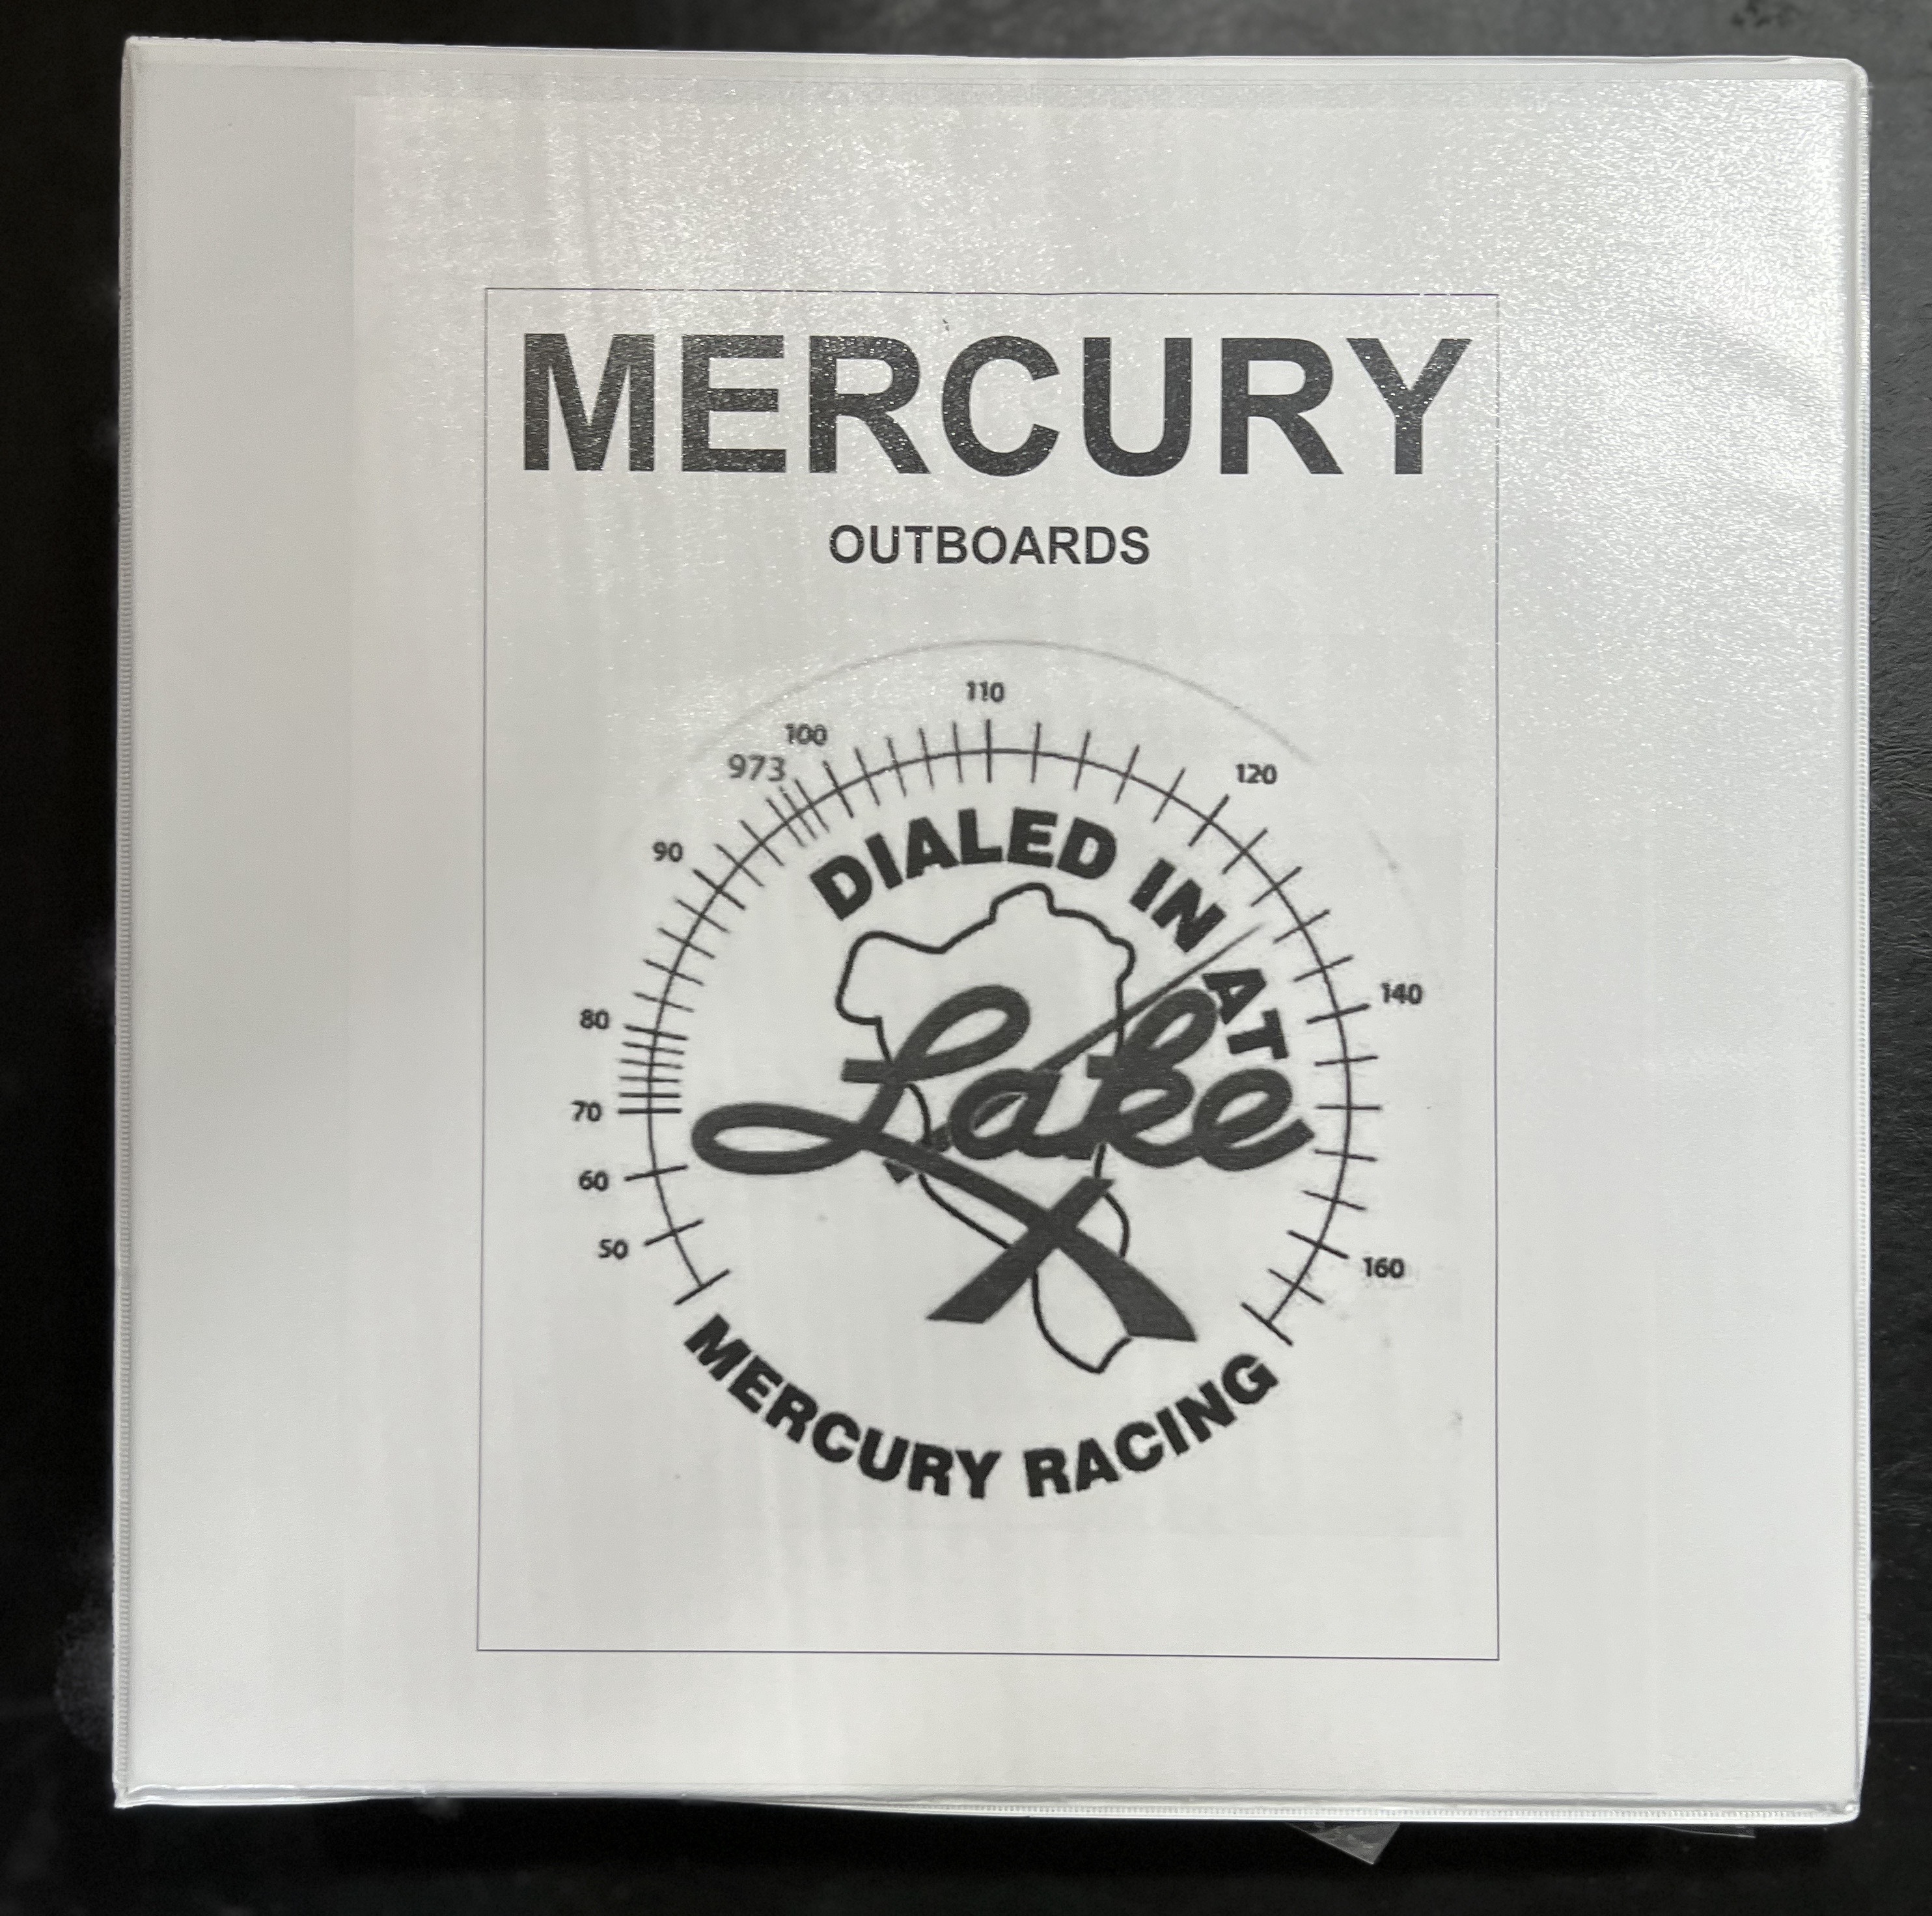 MERCURY
OUTBOARDS
110
100
973
120
90
80
140
70
60
50
160
DIALED IN AT
Lake
X
MERCURY RACING